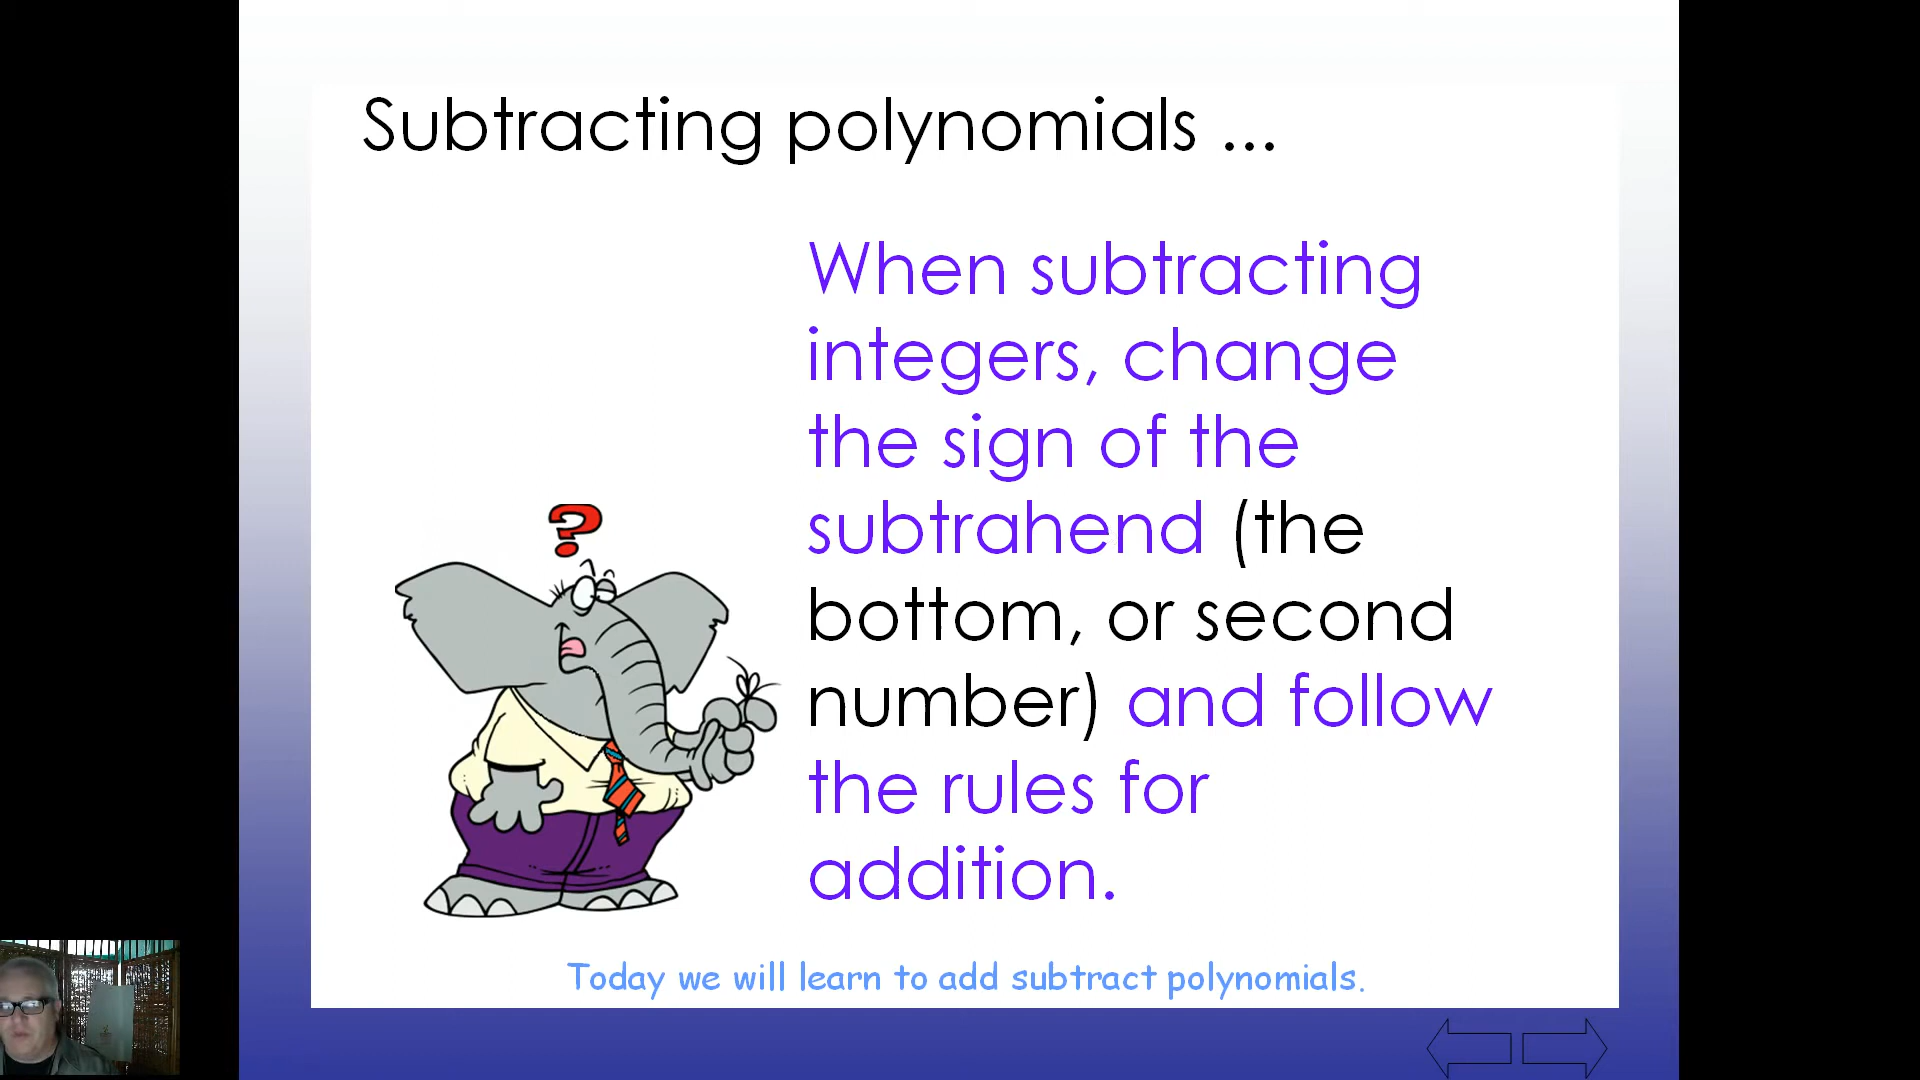 Subtracting polynomials ...
When subtracting
integers, change
the sign of the
subtrahend (the
bottom, or second
number) and follow
the rules for
addition.
?
Today we will learn to add subtract polynomials.